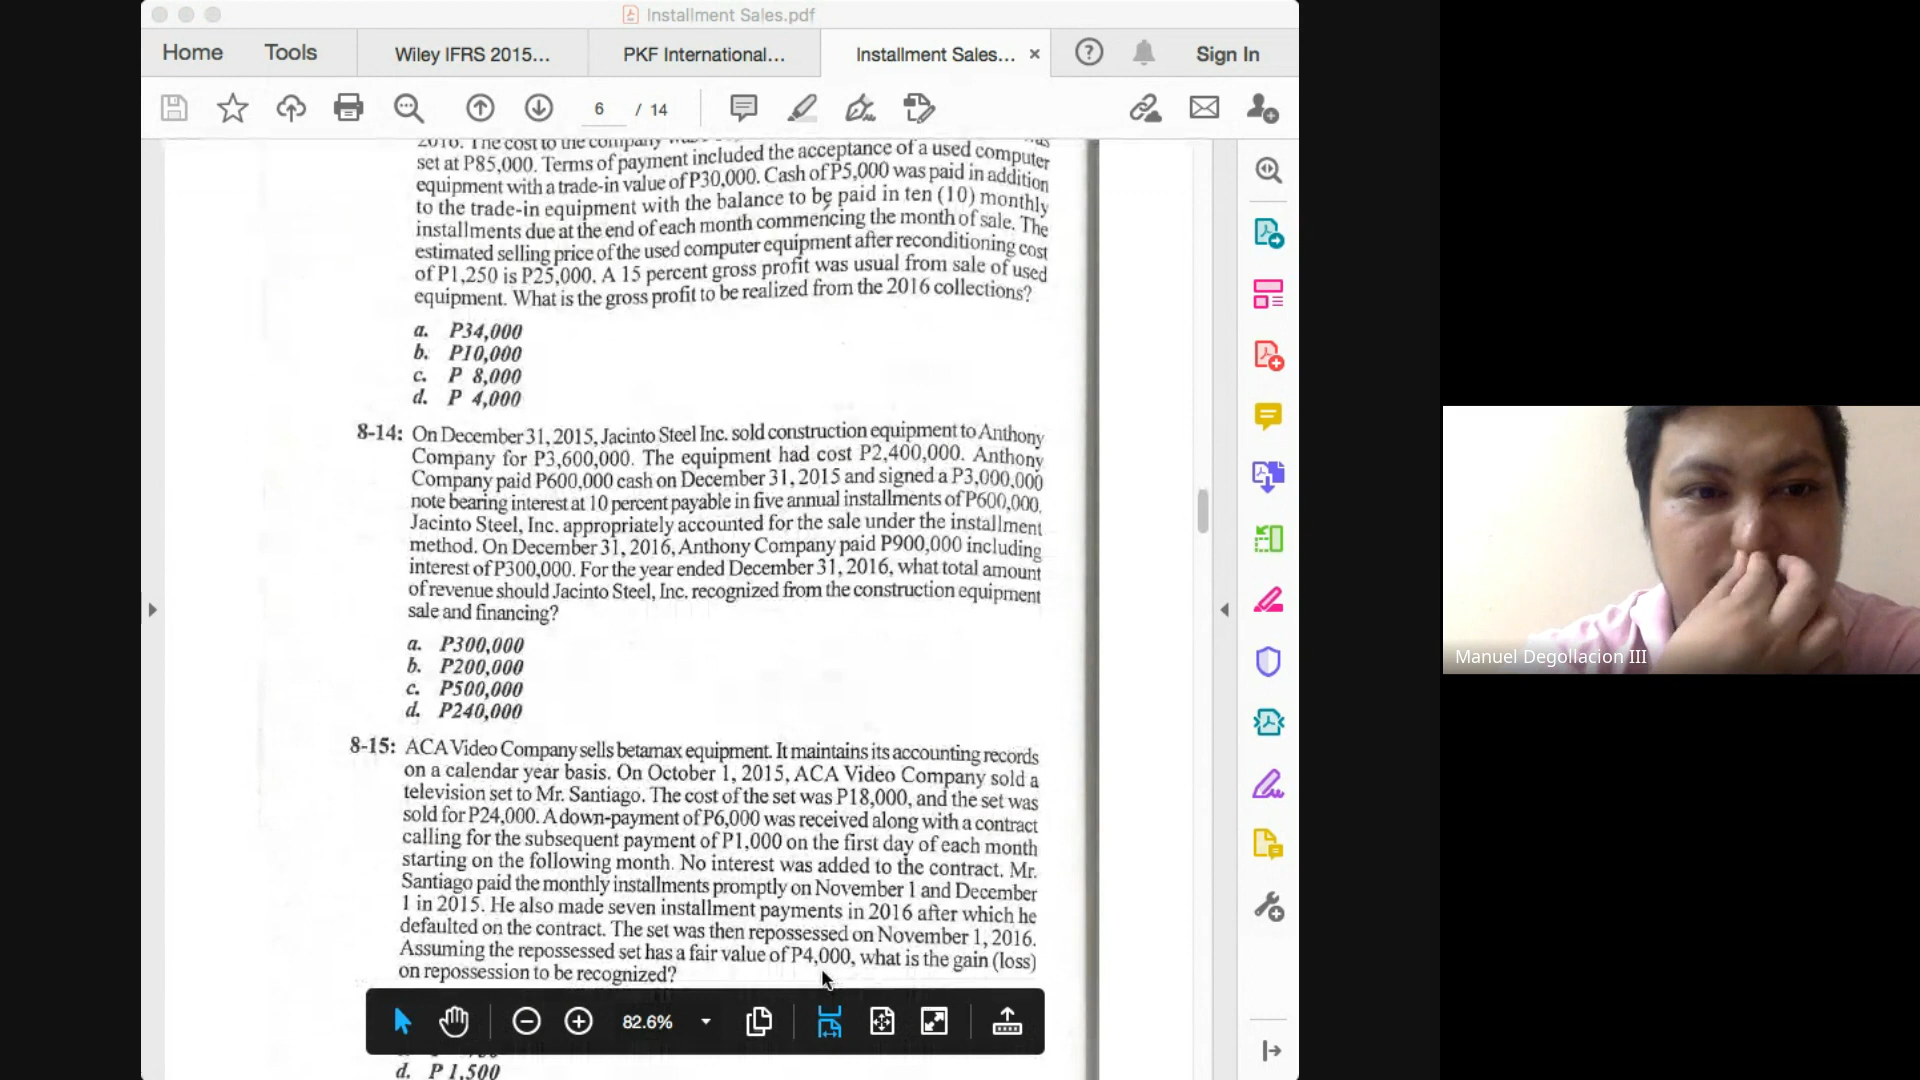 Installment Sales.pdf
Home Tools Wiley IFRS 2015... PKF International... Installment Sales... Sign In
6 / 14
2016. The cost to the company was
set at P85,000. Terms of payment included the acceptance of a used computer
equipment with a trade-in value of P30,000. Cash of P5,000 was paid in addition
to the trade-in equipment with the balance to be paid in ten (10) monthly
installments due at the end of each month commencing the month of sale. The
estimated selling price of the used computer equipment after reconditioning cost
of P1,250 is P25,000. A 15 percent gross profit was usual from sale of used
equipment. What is the gross profit to be realized from the 2016 collections?
a. P34,000
b. P10,000
c. P 8,000
d. P 4,000
8-14: On December 31, 2015, Jacinto Steel Inc. sold construction equipment to Anthony
Company for P3,600,000. The equipment had cost P2,400,000. Anthony
Company paid P600,000 cash on December 31, 2015 and signed a P3,000,000
note bearing interest at 10 percent payable in five annual installments of P600,000.
Jacinto Steel, Inc. appropriately accounted for the sale under the installment
method. On December 31, 2016, Anthony Company paid P900,000 including
interest of P300,000. For the year ended December 31, 2016, what total amount
of revenue should Jacinto Steel, Inc. recognized from the construction equipment
sale and financing?
a. P300,000
b. P200,000
c. P500,000
d. P240,000
8-15: ACA Video Company sells betamax equipment. It maintains its accounting records
on a calendar year basis. On October 1, 2015, ACA Video Company sold a
television set to Mr. Santiago. The cost of the set was P18,000, and the set was
sold for P24,000. A down-payment of P6,000 was received along with a contract
calling for the subsequent payment of P1,000 on the first day of each month
starting on the following month. No interest was added to the contract. Mr.
Santiago paid the monthly installments promptly on November 1 and December
1 in 2015. He also made seven installment payments in 2016 after which he
defaulted on the contract. The set was then repossessed on November 1, 2016.
Assuming the repossessed set has a fair value of P4,000, what is the gain (loss)
on repossession to be recognized?
82.6%
d. P 1,500
Manuel Degollacion III